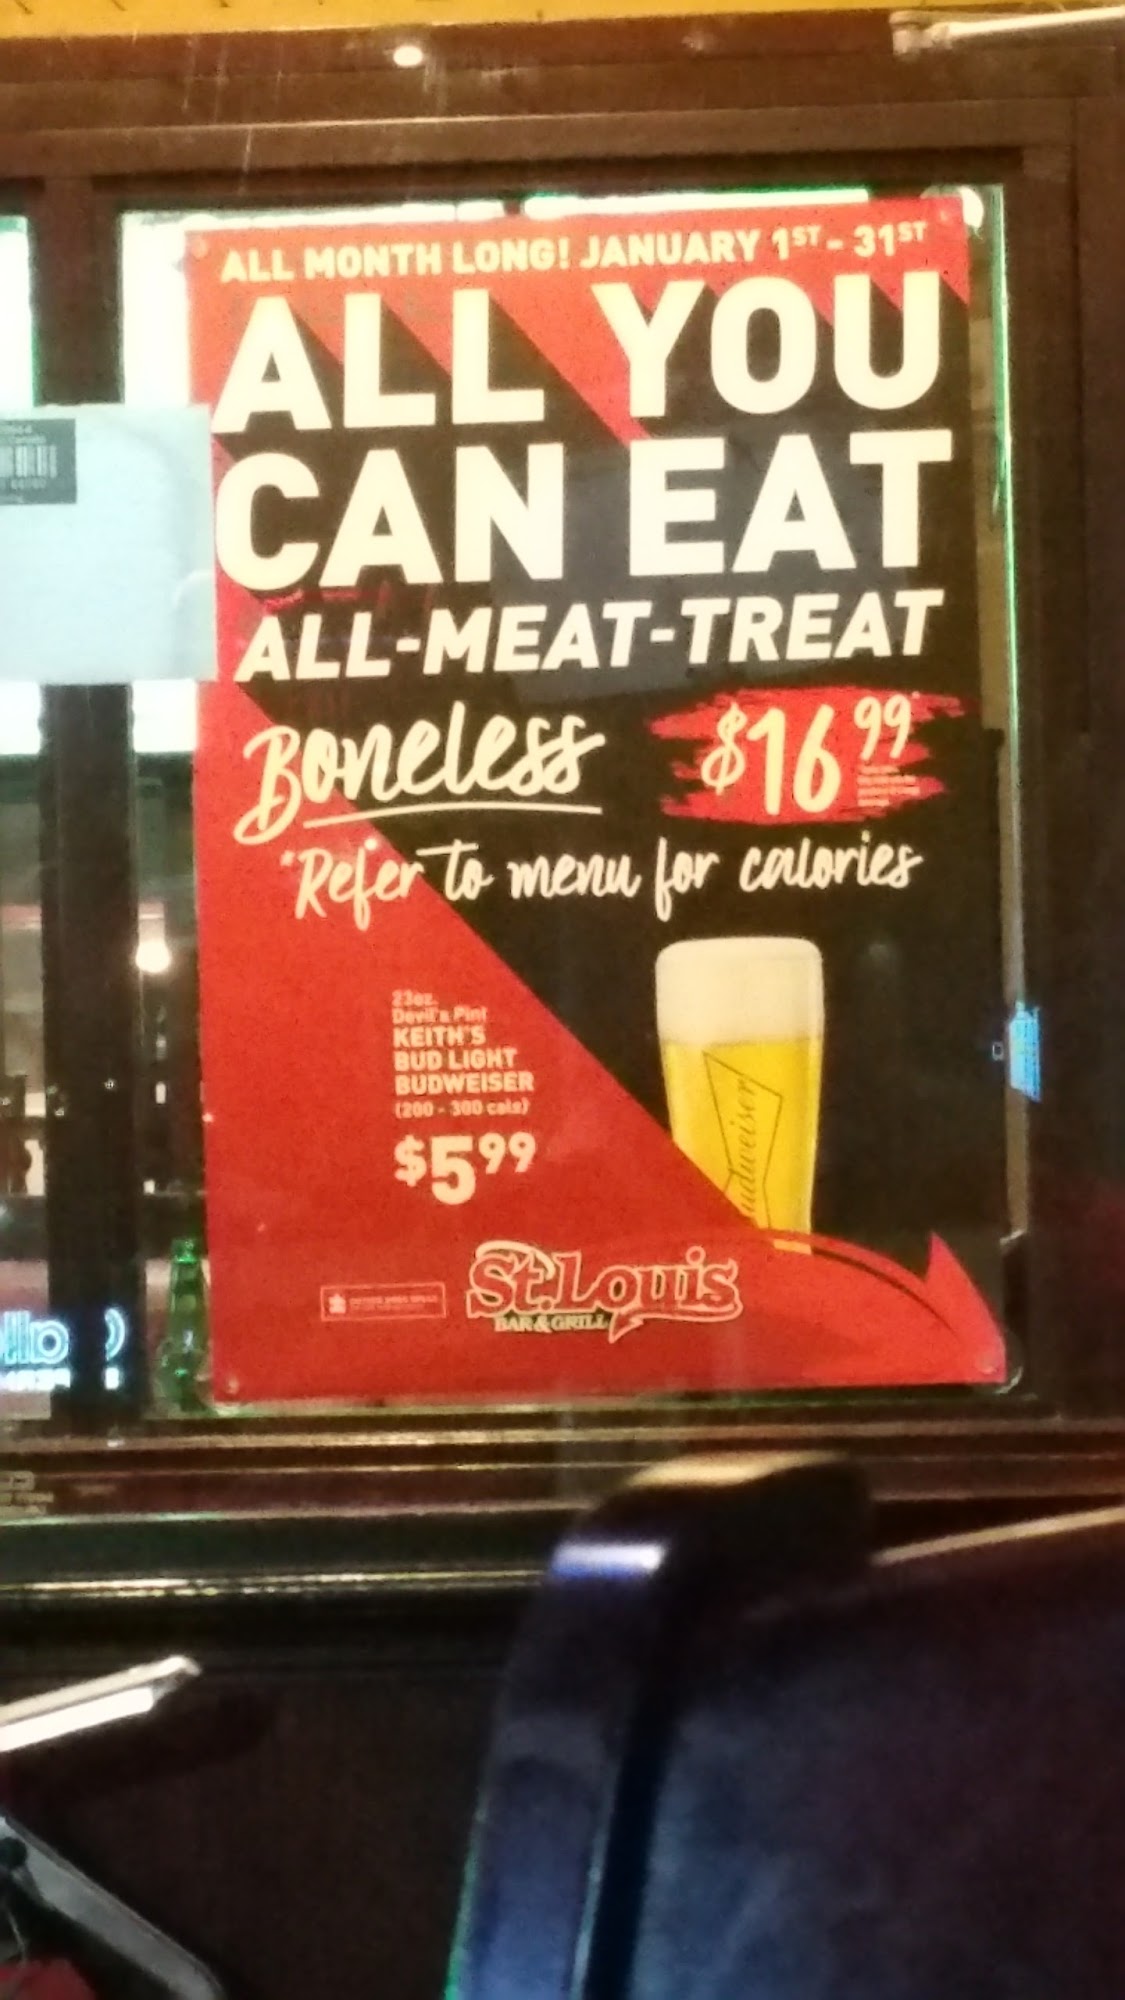 ALL MONTH LONG! JANUARY 1ST - 31ST
ALL YOU
CAN EAT
ALL-MEAT-TREAT
Boneless $16 99*
*Refer to menu for calories
23oz.
Devil's Pint
KEITH'S
BUD LIGHT
BUDWEISER
(200 - 300 cals)
$5 99
udweiser
St. Louis
BAR & GRILL